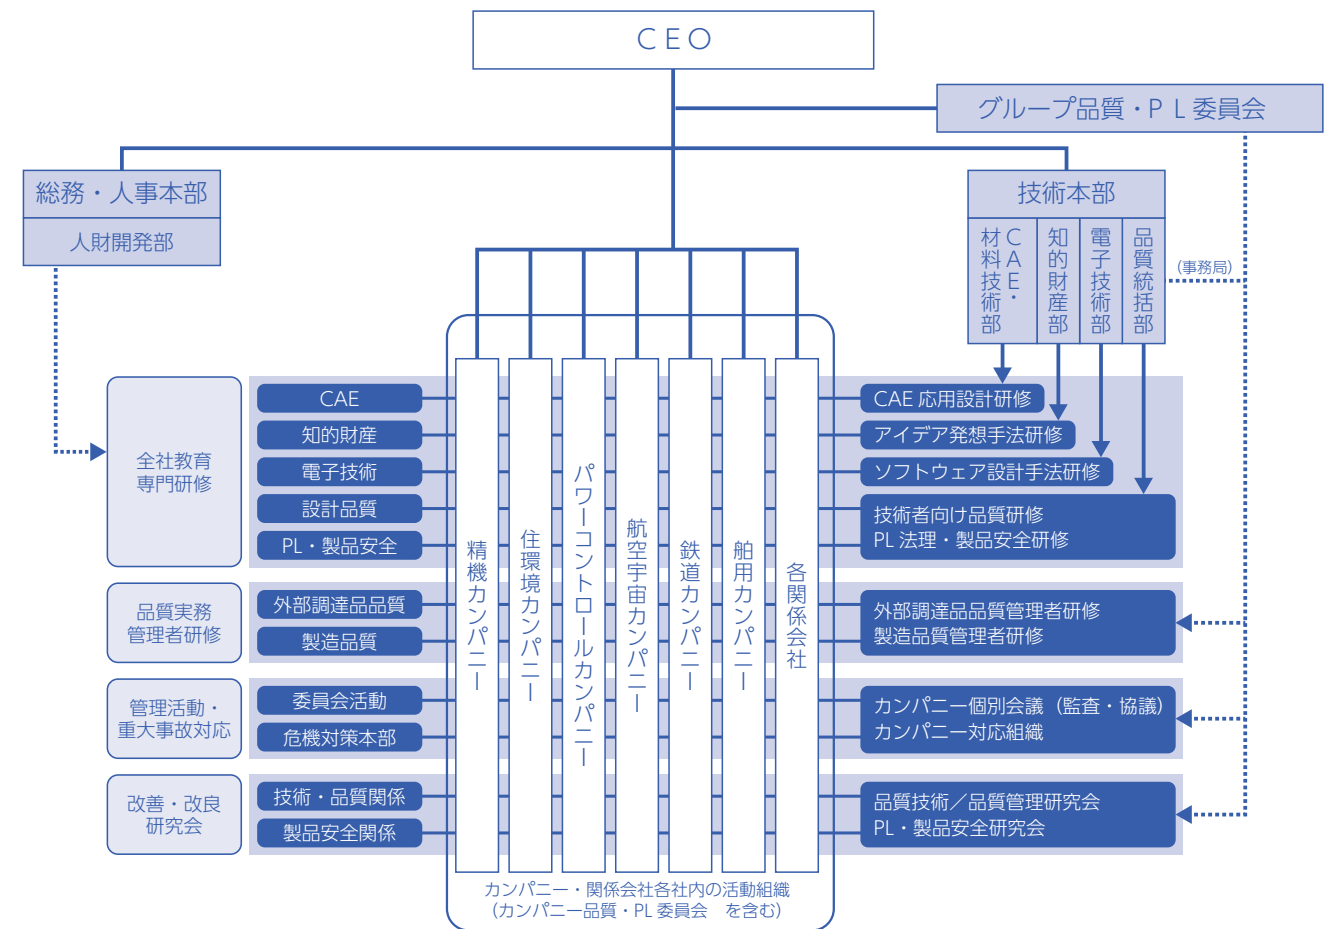 CEO
グループ品質・PL委員会
総務・人事本部
人財開発部
技術本部
CAE・
材料技術部
知的財産部
電子技術部
品質統括部
(事務局)
全社教育
専門研修
CAE
知的財産
電子技術
設計品質
PL・製品安全
品質実務
管理者研修
外部調達品品質
製造品質
管理活動・
重大事故対応
委員会活動
危機対策本部
改善・改良
研究会
技術・品質関係
製品安全関係
精機カンパニー
住環境カンパニー
パワーコントロールカンパニー
航空宇宙カンパニー
鉄道カンパニー
舶用カンパニー
各関係会社
CAE 応用設計研修
アイデア発想手法研修
ソフトウェア設計手法研修
技術者向け品質研修
PL 法理・製品安全研修
外部調達品品質管理者研修
製造品質管理者研修
カンパニー個別会議（監査・協議）
カンパニー対応組織
品質技術／品質管理研究会
PL・製品安全研究会
カンパニー・関係会社各社内の活動組織
（カンパニー品質・PL 委員会　を含む）